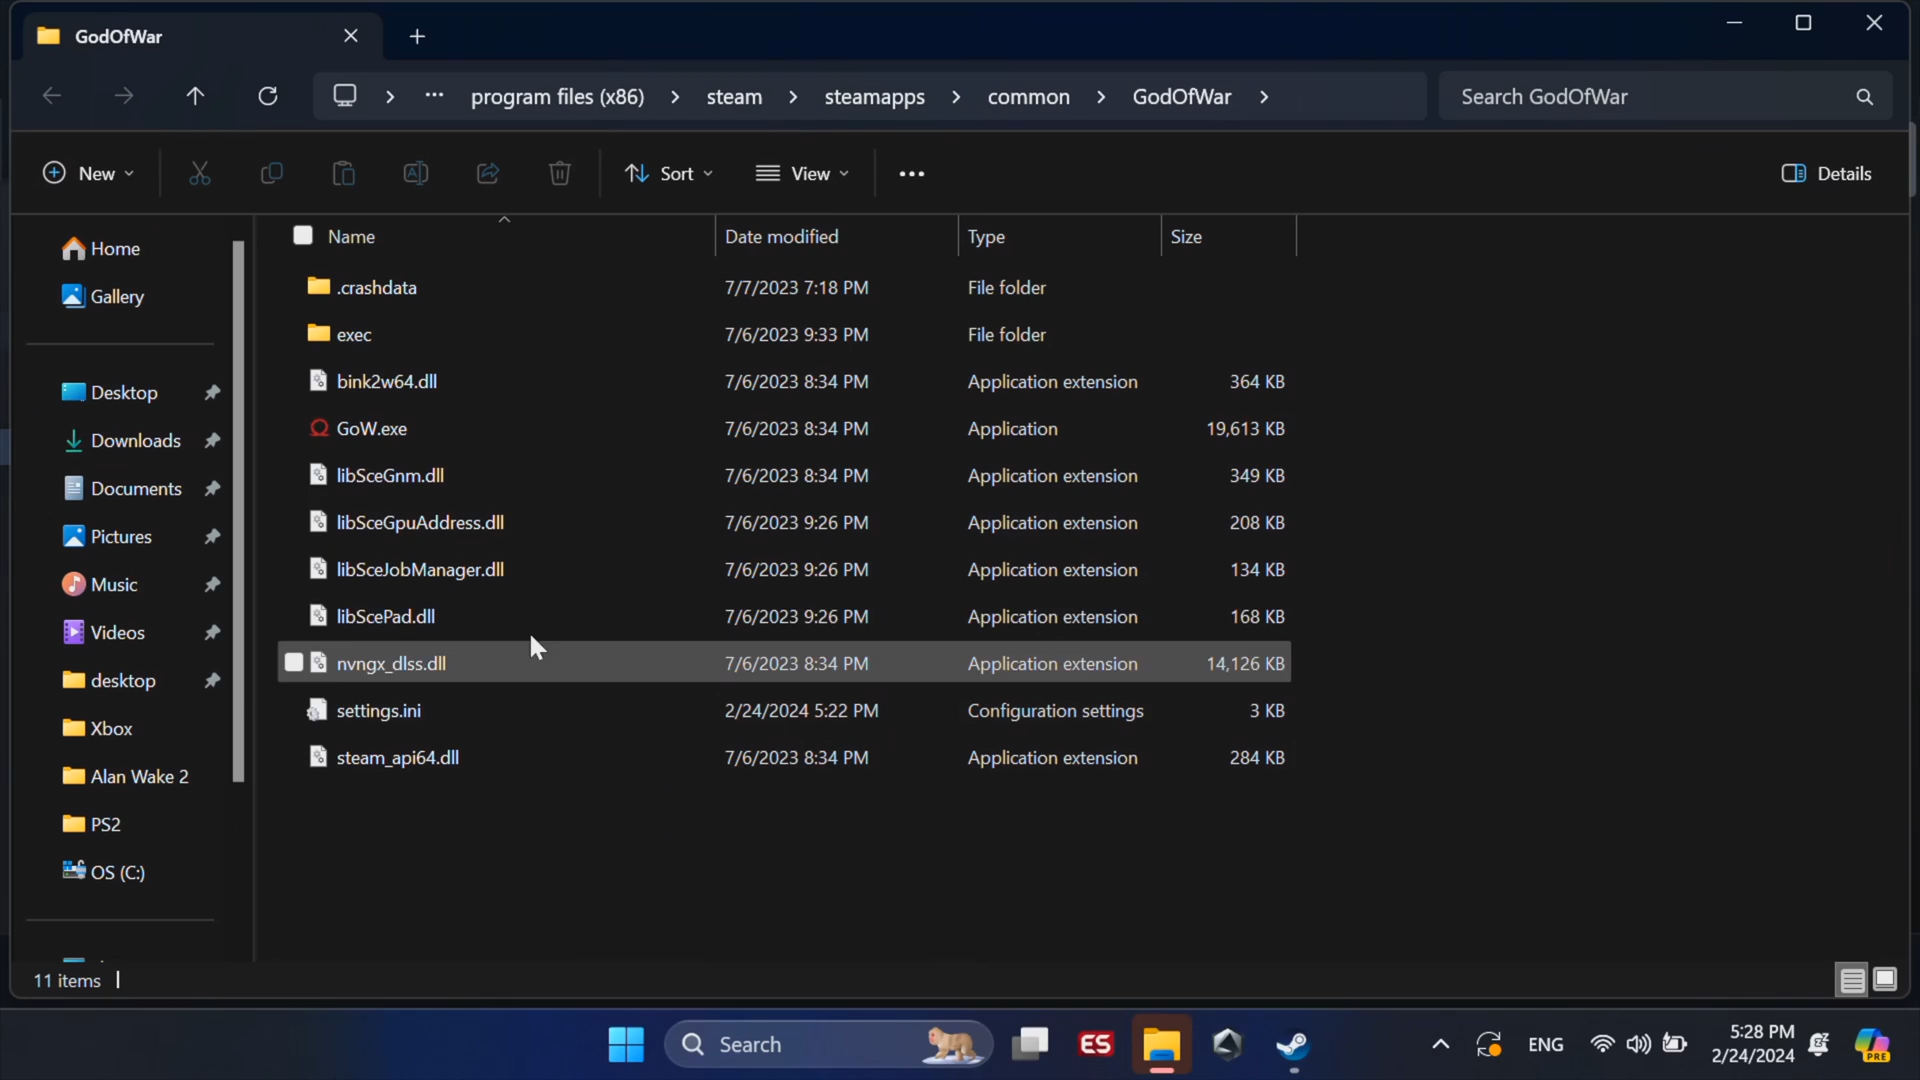 GodOfWar
program files (x86) steam steamapps common GodOfWar
Search GodOfWar
New
Sort
View
Details
Name Date modified Type Size
Home
Gallery
Desktop
Downloads
Documents
Pictures
Music
Videos
desktop
Xbox
Alan Wake 2
PS2
OS (C:)
.crashdata 7/7/2023 7:18 PM File folder
exec 7/6/2023 9:33 PM File folder
bink2w64.dll 7/6/2023 8:34 PM Application extension 364 KB
GoW.exe 7/6/2023 8:34 PM Application 19,613 KB
libSceGnm.dll 7/6/2023 8:34 PM Application extension 349 KB
libSceGpuAddress.dll 7/6/2023 9:26 PM Application extension 208 KB
libSceJobManager.dll 7/6/2023 9:26 PM Application extension 134 KB
libScePad.dll 7/6/2023 9:26 PM Application extension 168 KB
nvngx_dlss.dll 7/6/2023 8:34 PM Application extension 14,126 KB
settings.ini 2/24/2024 5:22 PM Configuration settings 3 KB
steam_api64.dll 7/6/2023 8:34 PM Application extension 284 KB
11 items
Search
ES
ENG
5:28 PM
2/24/2024
PRE